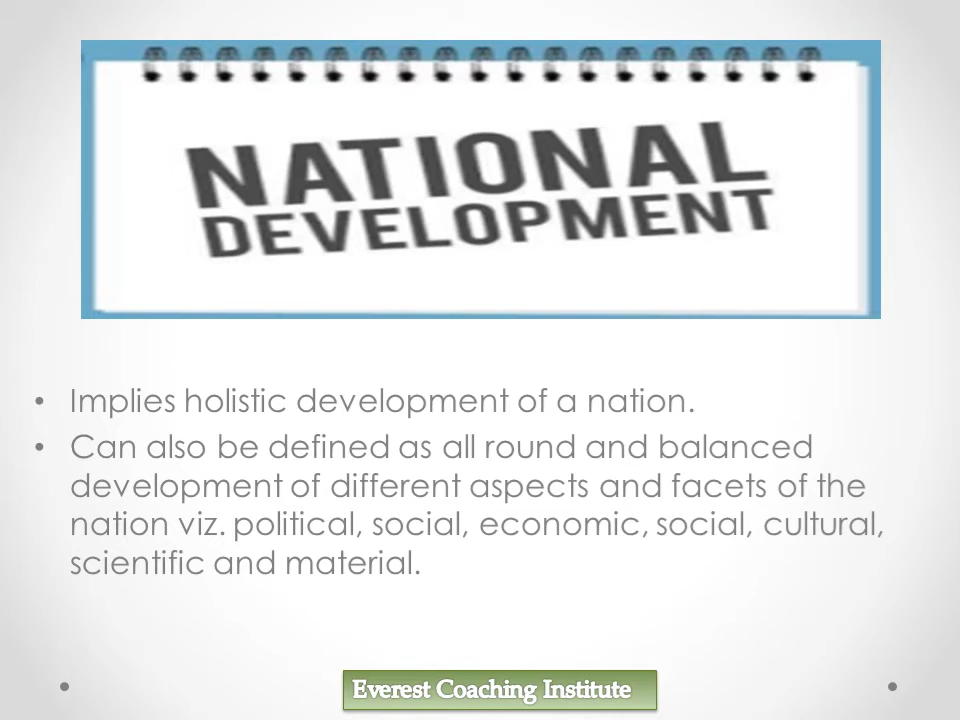 NATIONAL
DEVELOPMENT
• Implies holistic development of a nation.
• Can also be defined as all round and balanced
development of different aspects and facets of the
nation viz. political, social, economic, social, cultural,
scientific and material.
Everest Coaching Institute